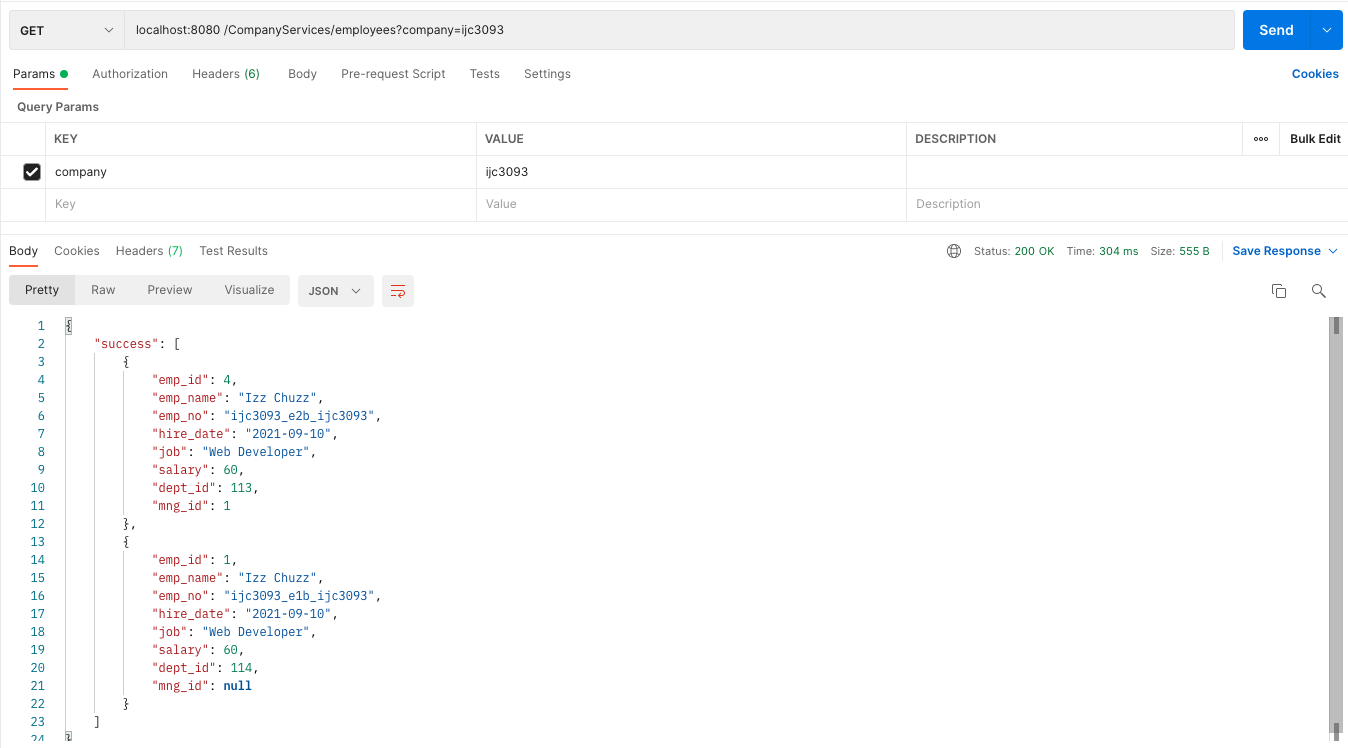 GET localhost:8080 /CompanyServices/employees?company=ijc3093 Send
Params Authorization Headers (6) Body Pre-request Script Tests Settings Cookies
Query Params
KEY VALUE DESCRIPTION ooo Bulk Edit
company ijc3093
Key Value Description
Body Cookies Headers (7) Test Results Status: 200 OK Time: 304 ms Size: 555 B Save Response
Pretty Raw Preview Visualize JSON
1 {
2 "success": [
3 {
4 "emp_id": 4,
5 "emp_name": "Izz Chuzz",
6 "emp_no": "ijc3093_e2b_ijc3093",
7 "hire_date": "2021-09-10",
8 "job": "Web Developer",
9 "salary": 60,
10 "dept_id": 113,
11 "mng_id": 1
12 },
13 {
14 "emp_id": 1,
15 "emp_name": "Izz Chuzz",
16 "emp_no": "ijc3093_e1b_ijc3093",
17 "hire_date": "2021-09-10",
18 "job": "Web Developer",
19 "salary": 60,
20 "dept_id": 114,
21 "mng_id": null
22 }
23 ]
24 }